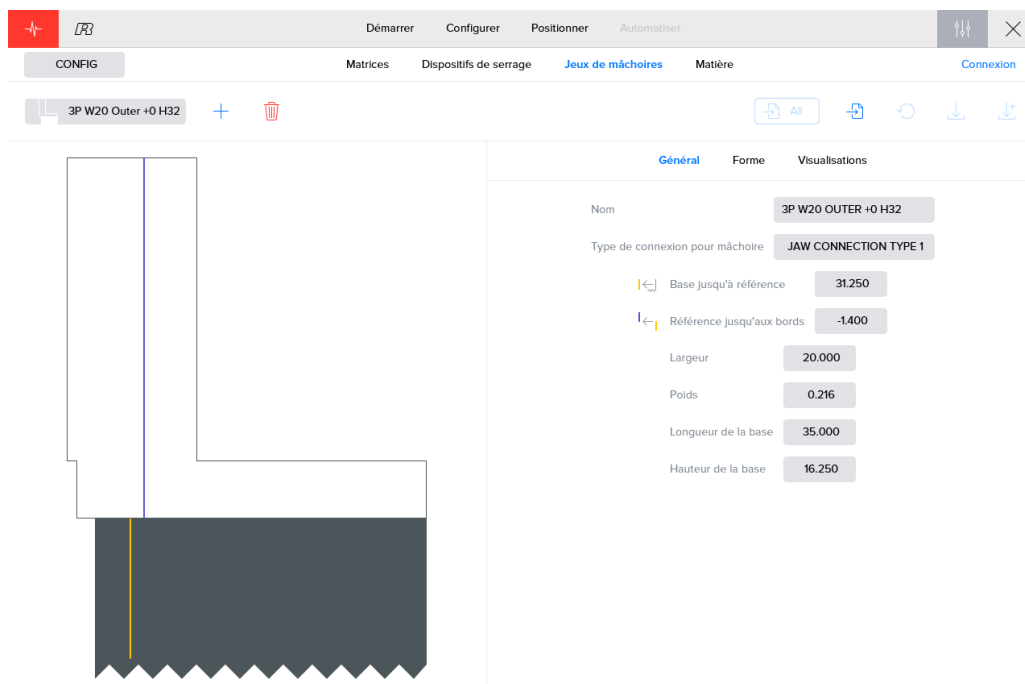 Démarrer Configurer Positionner Automatiser
CONFIG Matrices Dispositifs de serrage Jeux de mâchoires Matière Connexion
3P W20 Outer +0 H32 All
Général Forme Visualisations
Nom 3P W20 OUTER +0 H32
Type de connexion pour mâchoire JAW CONNECTION TYPE 1
Base jusqu'à référence 31.250
Référence jusqu'aux bords -1.400
Largeur 20.000
Poids 0.216
Longueur de la base 35.000
Hauteur de la base 16.250